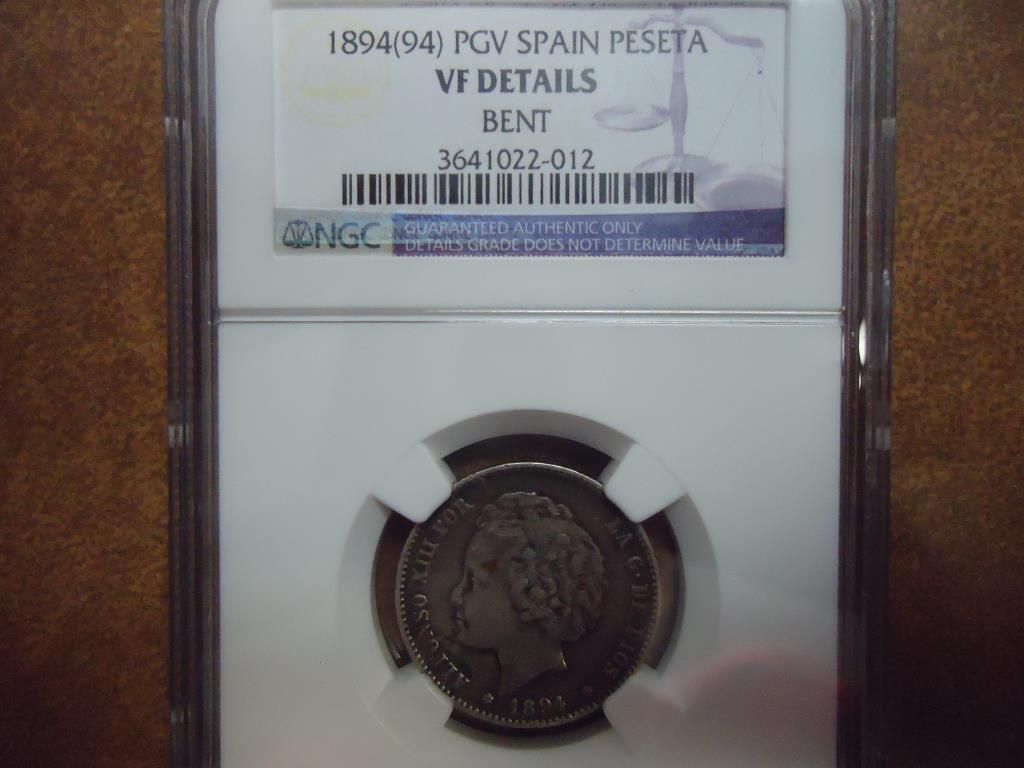 1894(94) PGV SPAIN PESETA
VF DETAILS
BENT
3641022-012
NGC
GUARANTEED AUTHENTIC ONLY
DETAILS GRADE DOES NOT DETERMINE VALUE
ALFONSO XIII POR LA G. DE DIOS
* 1894 *